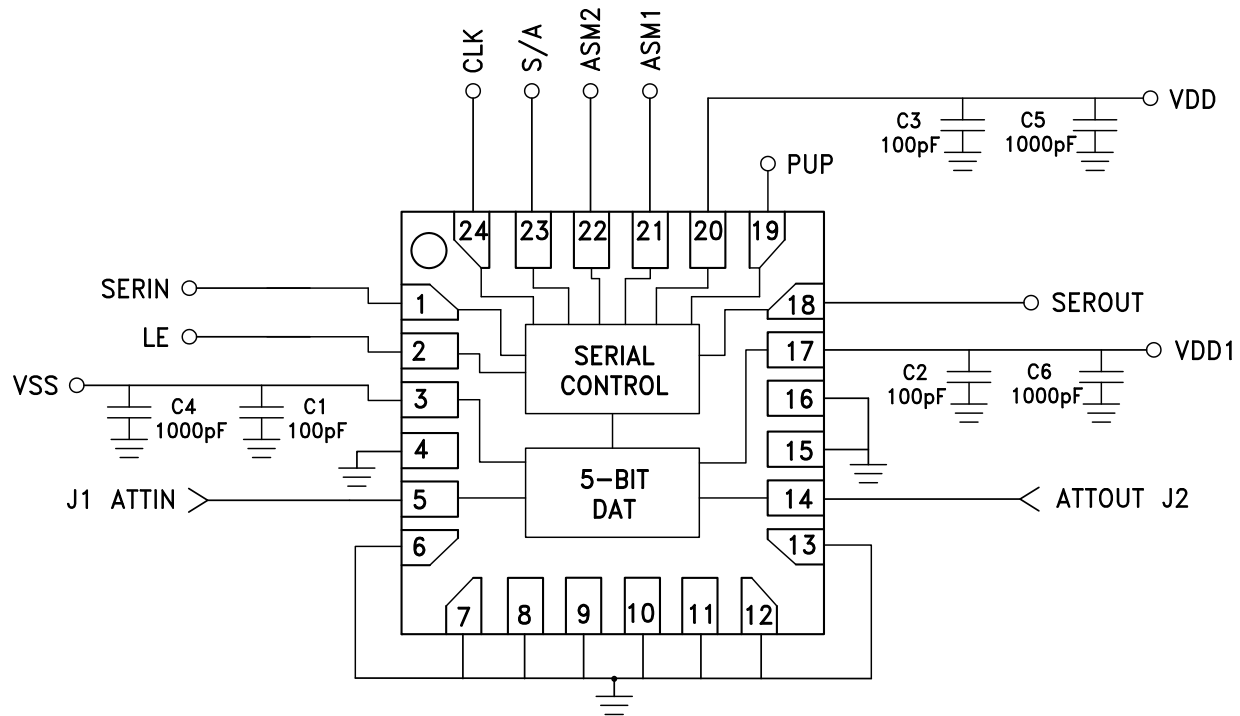 CLK
S/A
ASM2
ASM1
VDD
C3
100pF
C5
1000pF
PUP
24
23
22
21
20
19
SERIN
1
18
SEROUT
LE
2
17
VDD1
SERIAL
CONTROL
VSS
3
16
C4
1000pF
C1
100pF
C2
100pF
C6
1000pF
4
15
5-BIT
DAT
J1 ATTIN
5
14
ATTOUT J2
6
13
7
8
9
10
11
12